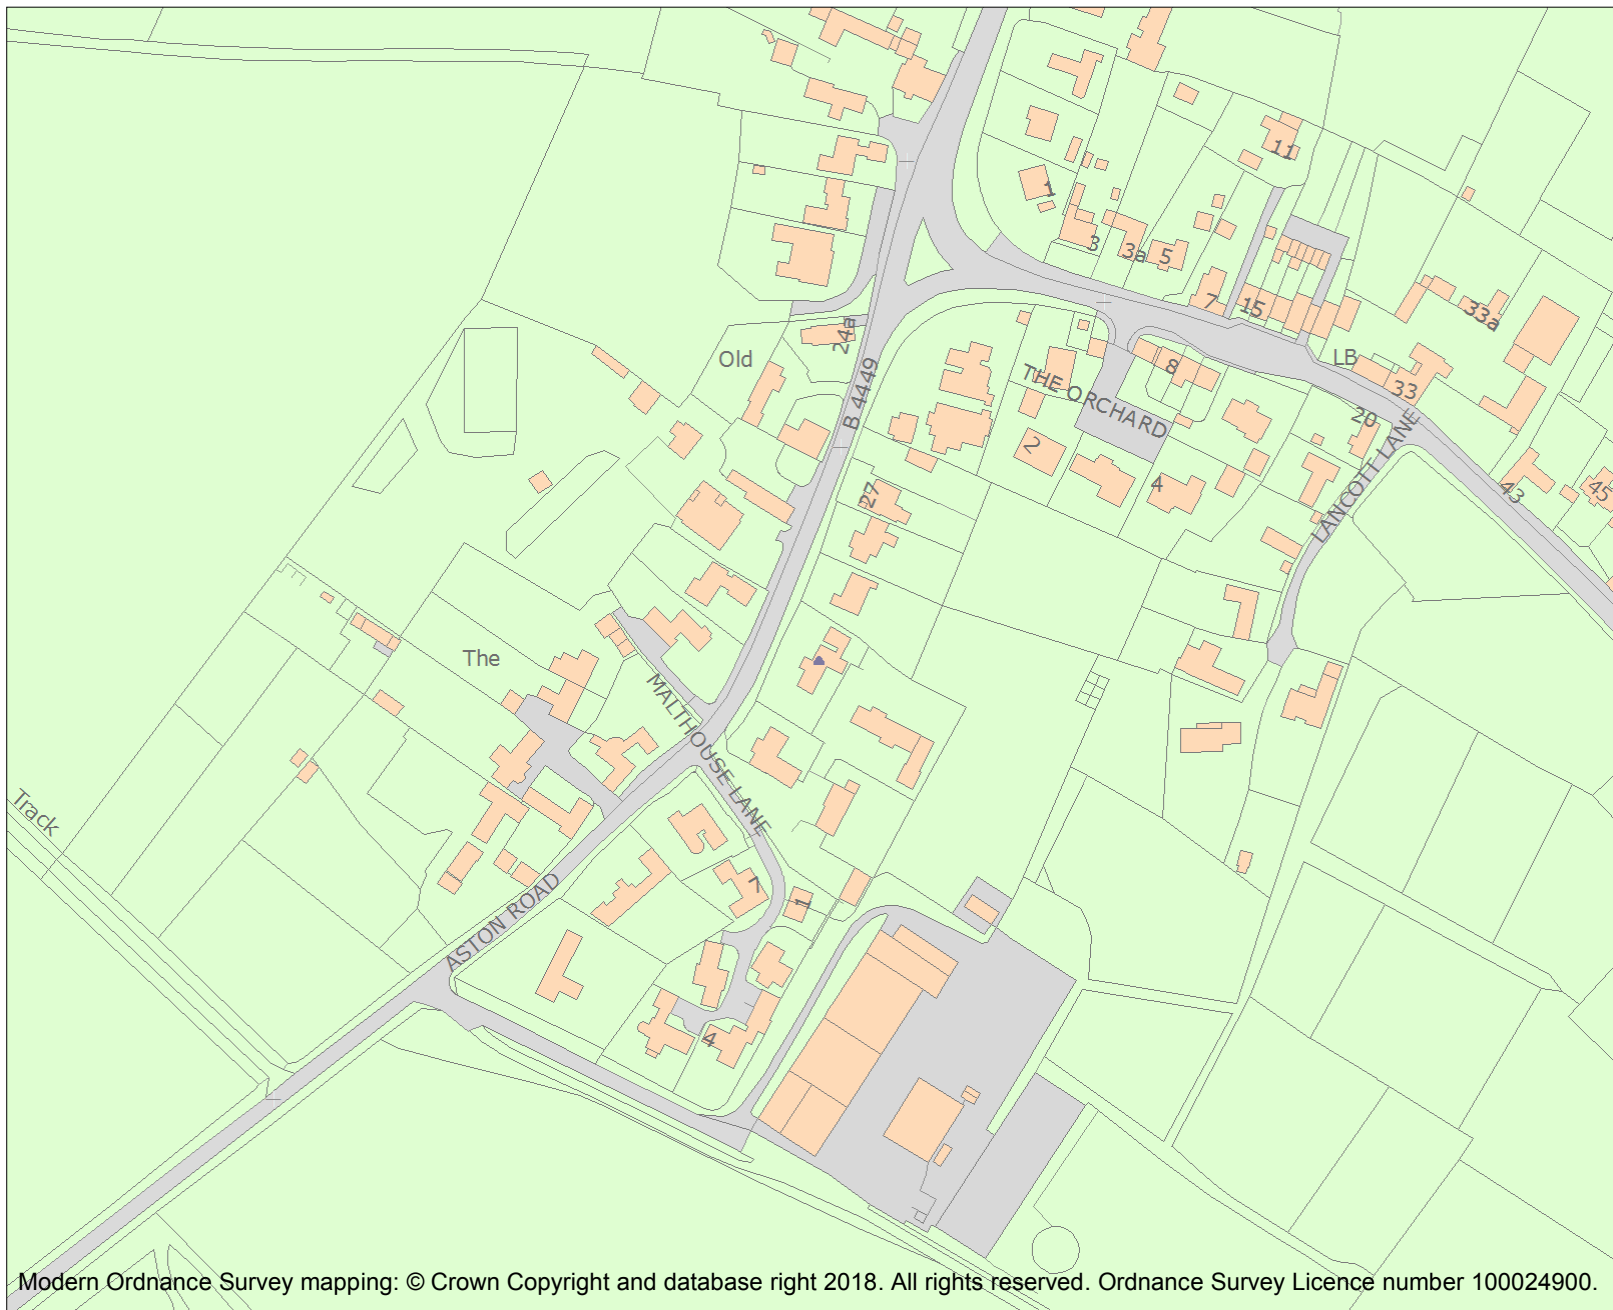 11
1
3
3a
5
7
15
33a
24a
Old
LB
B 4449
8
THE ORCHARD
33
20
2
LANCOTT LANE
27
4
43
45
The
MALTHOUSE LANE
Track
7
1
ASTON ROAD
4
Modern Ordnance Survey mapping: © Crown Copyright and database right 2018. All rights reserved. Ordnance Survey Licence number 100024900.